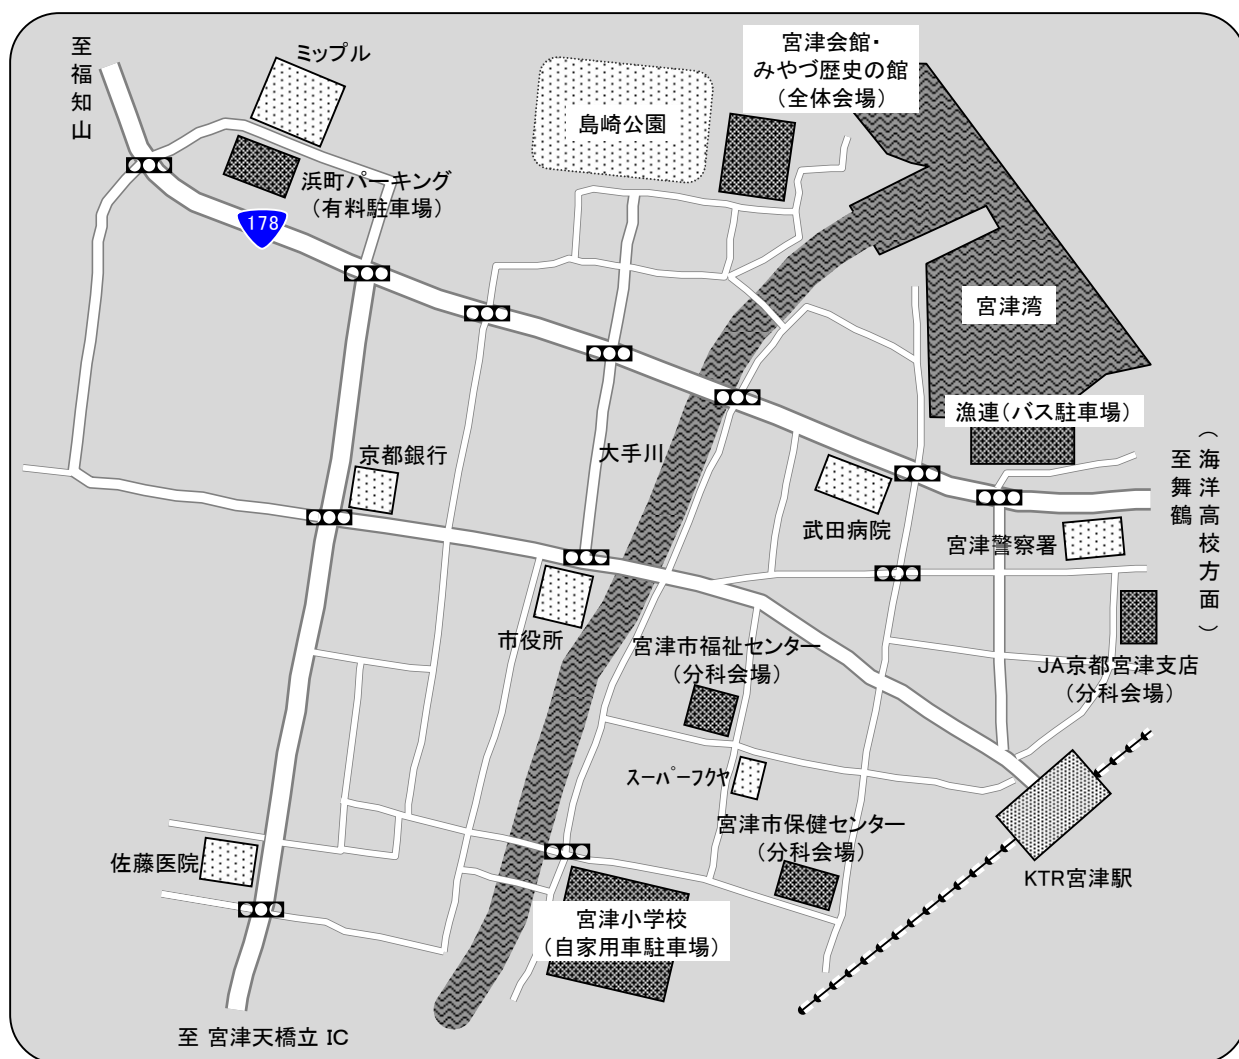 至福知山
ミップル
宮津会館・
みやづ歴史の館
（全体会場）
島崎公園
浜町パーキング
（有料駐車場）
178
宮津湾
漁連（バス駐車場）
京都銀行
大手川
武田病院
宮津警察署
至舞鶴
（海洋高校方面）
市役所
宮津市福祉センター
（分科会場）
JA京都宮津支店
（分科会場）
スーパーフクヤ
宮津市保健センター
（分科会場）
佐藤医院
KTR宮津駅
宮津小学校
（自家用車駐車場）
至 宮津天橋立 IC